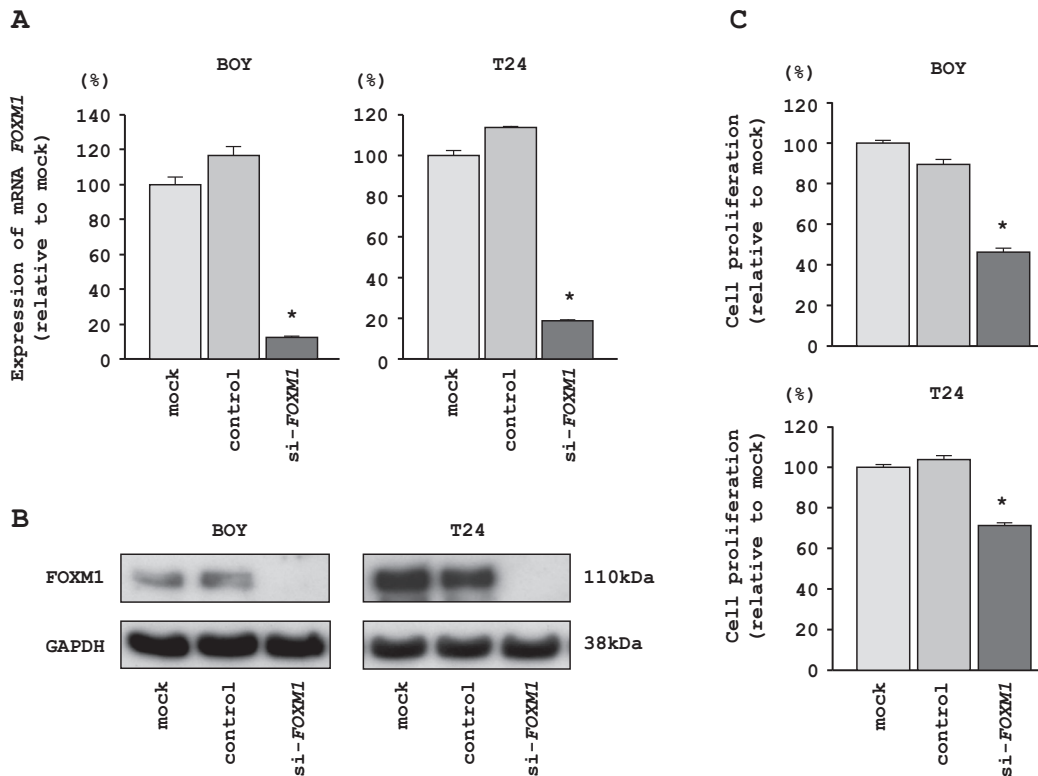 A
BOY
(%)
140
120
100
80
60
40
20
0
Expression of mRNA FOXM1
(relative to mock)
mock
control
si-FOXM1
*
T24
(%)
120
100
80
60
40
20
0
mock
control
si-FOXM1
*
B
BOY
T24
FOXM1
110kDa
GAPDH
38kDa
mock
control
si-FOXM1
mock
control
si-FOXM1
C
BOY
(%)
120
100
80
60
40
20
0
Cell proliferation
(relative to mock)
*
T24
(%)
120
100
80
60
40
20
0
Cell proliferation
(relative to mock)
*
mock
control
si-FOXM1